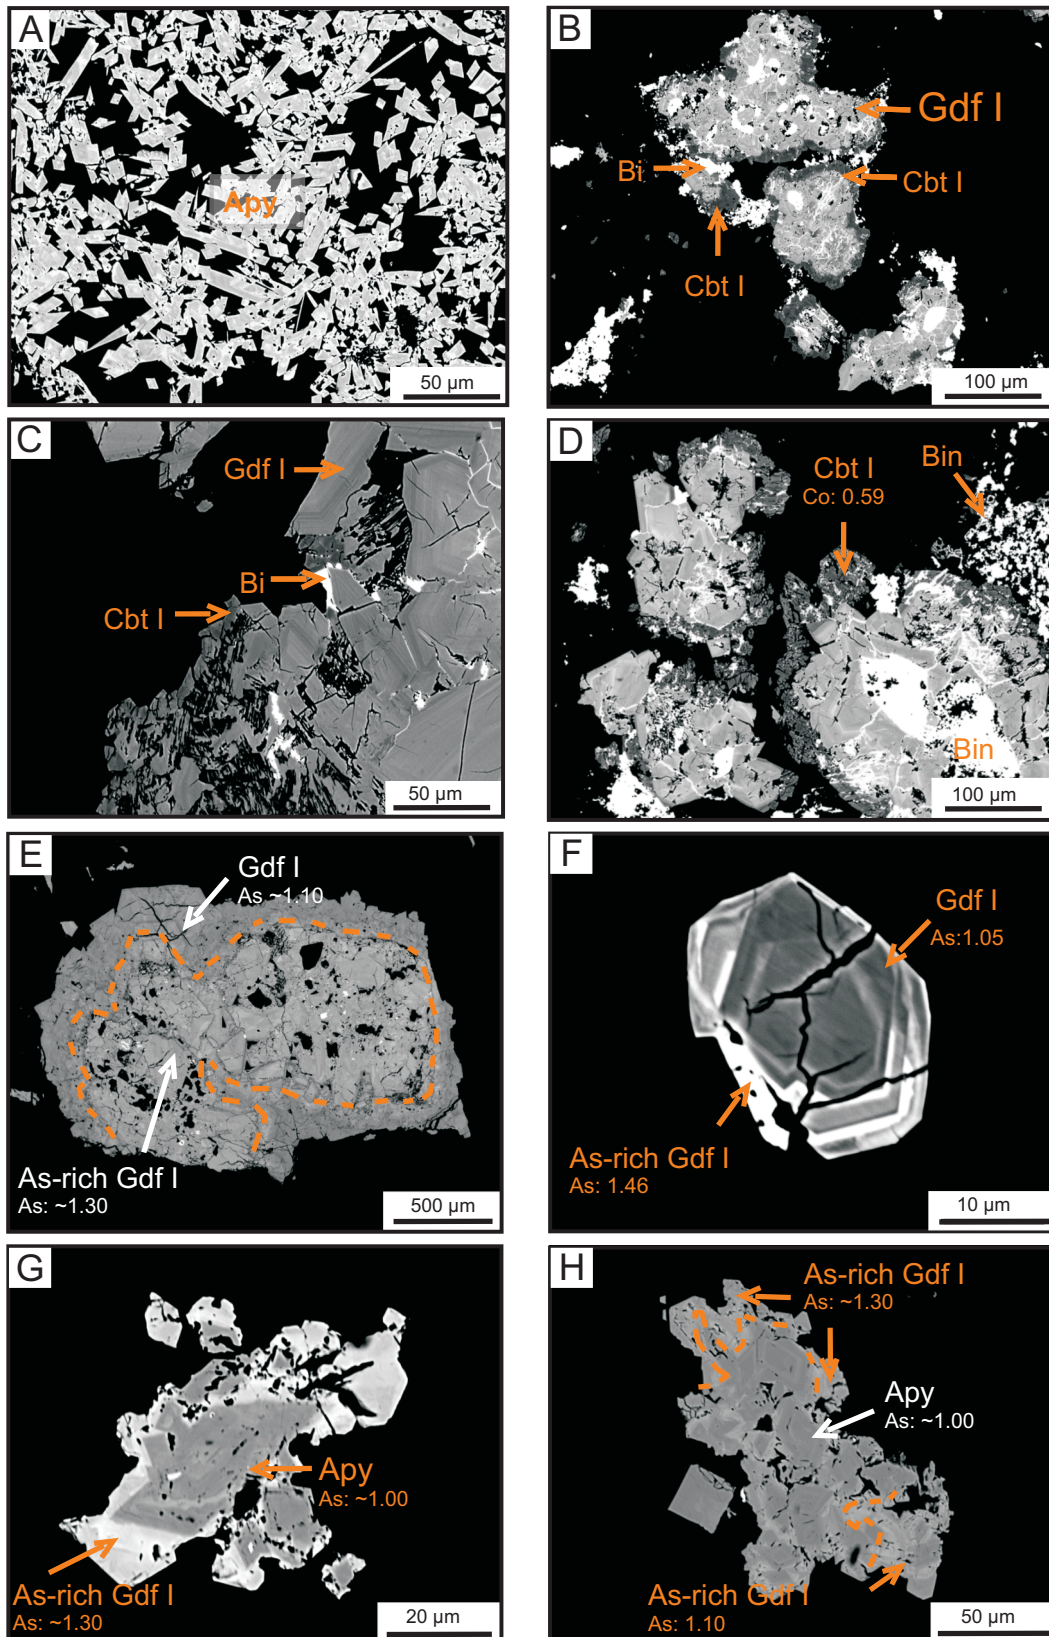 A
Apy
50 µm
B
Gdf I
Bi
Cbt I
Cbt I
100 µm
C
Gdf I
Bi
Cbt I
50 µm
D
Cbt I
Co: 0.59
Bin
Bin
100 µm
E
Gdf I
As ~1.10
As-rich Gdf I
As: ~1.30
500 µm
F
Gdf I
As:1.05
As-rich Gdf I
As: 1.46
10 µm
G
Apy
As: ~1.00
As-rich Gdf I
As: ~1.30
20 µm
H
As-rich Gdf I
As: ~1.30
Apy
As: ~1.00
As-rich Gdf I
As: 1.10
50 µm